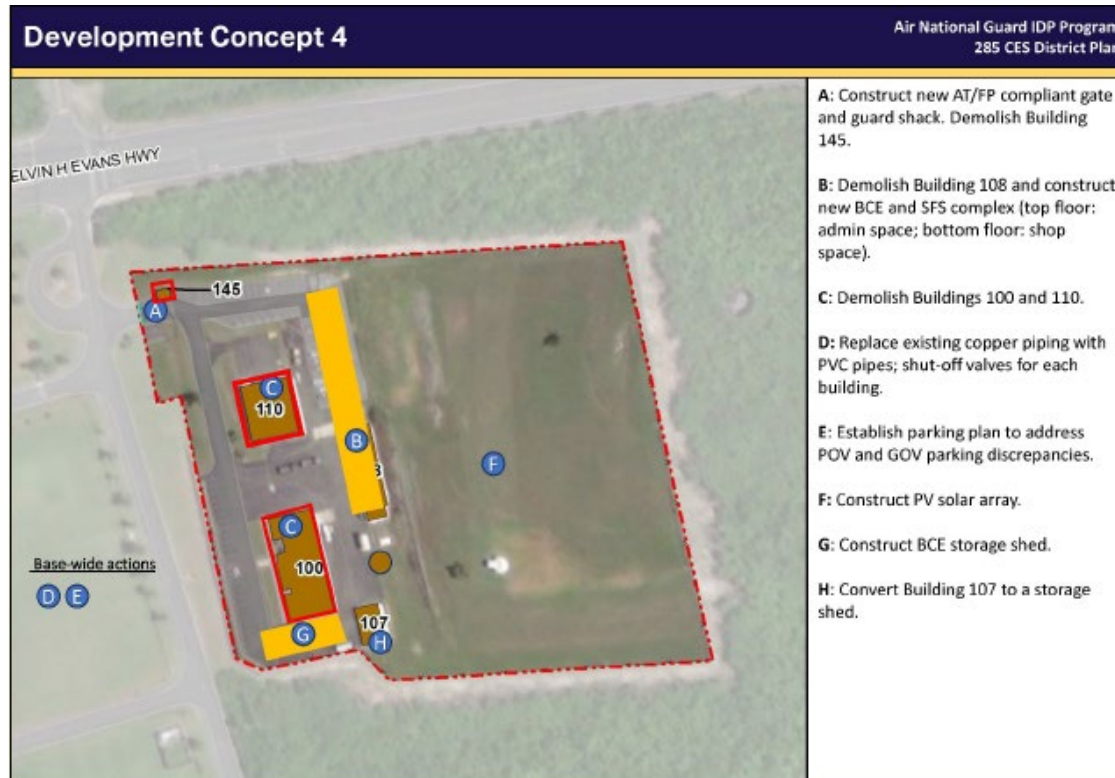 Development Concept 4
Air National Guard IDP Program
285 CES District Plan
ELVIN H EVANS HWY
145
A
C
110
B
8
F
C
100
Base-wide actions
D E
107
G
H
A: Construct new AT/FP compliant gate
and guard shack. Demolish Building
145.
B: Demolish Building 108 and construct
new BCE and SFS complex (top floor:
admin space; bottom floor: shop
space).
C: Demolish Buildings 100 and 110.
D: Replace existing copper piping with
PVC pipes; shut-off valves for each
building.
E: Establish parking plan to address
POV and GOV parking discrepancies.
F: Construct PV solar array.
G: Construct BCE storage shed.
H: Convert Building 107 to a storage
shed.